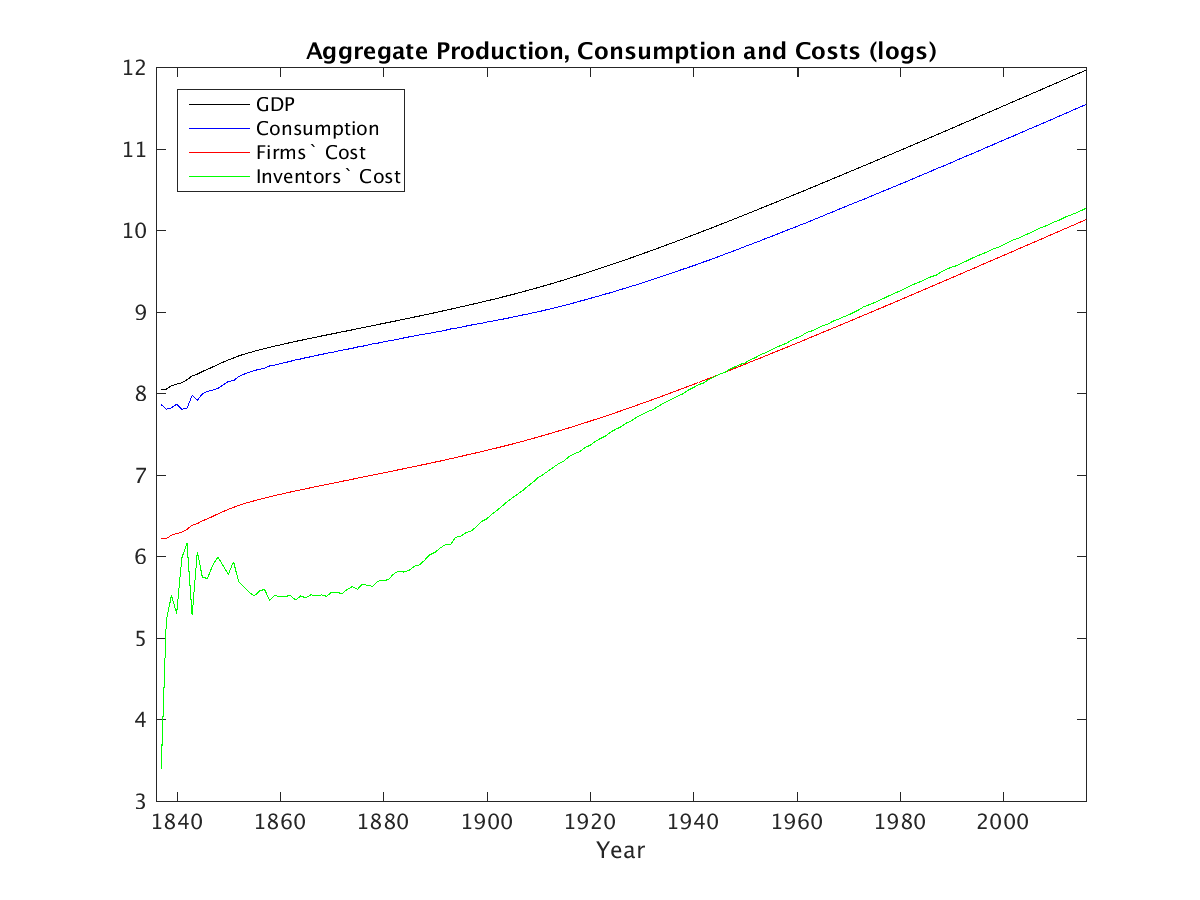 Aggregate Production, Consumption and Costs (logs)
12
11
10
9
8
7
6
5
4
3
GDP
Consumption
Firms` Cost
Inventors` Cost
1840 1860 1880 1900 1920 1940 1960 1980 2000
Year